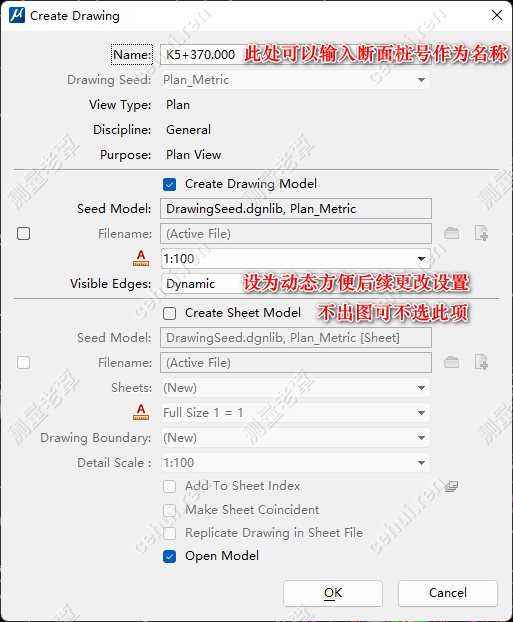 Create Drawing
Name: K5+370.000 此处可以输入断面桩号作为名称
Drawing Seed: Plan_Metric
View Type: Plan
Discipline: General
Purpose: Plan View
Create Drawing Model
Seed Model: DrawingSeed.dgnlib, Plan_Metric
Filename: (Active File)
A 1:100
Visible Edges: Dynamic 设为动态方便后续更改设置
Create Sheet Model 不出图可不选此项
Seed Model: DrawingSeed.dgnlib, Plan_Metric [Sheet]
Filename: (Active File)
Sheets: (New)
A Full Size 1 = 1
Drawing Boundary: (New)
Detail Scale : 1:100
Add To Sheet Index
Make Sheet Coincident
Replicate Drawing in Sheet File
Open Model
OK Cancel
测量老覃
cehui.ren